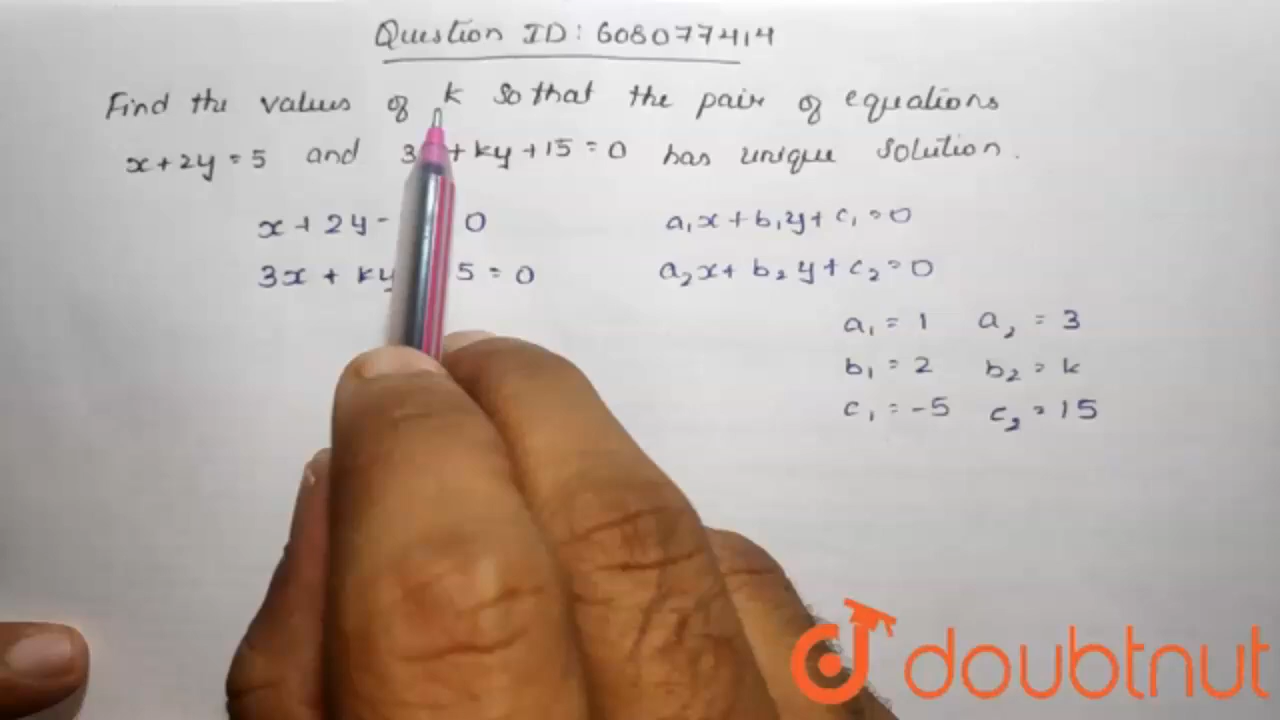 Question ID: 608077414
Find the values of k so that the pair of equations
x+2y=5 and 3 +ky+15=0 has unique solution.
x+2y- 0
a₁x+b₁y+c₁=0
3x+ky 5=0
a₂x+b₂y+c₂=0
a₁=1 a₂=3
b₁=2 b₂=k
c₁=-5 c₂=15
doubtnut